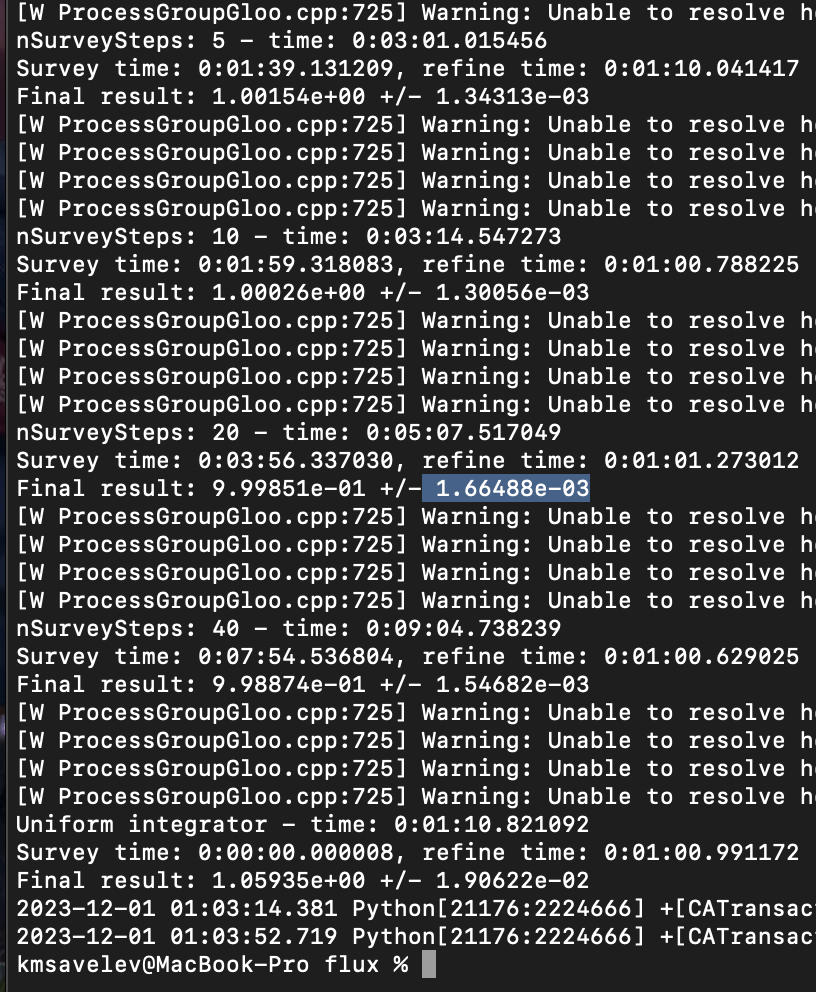 [W ProcessGroupGloo.cpp:725] Warning: Unable to resolve
nSurveySteps: 5 – time: 0:03:01.015456
Survey time: 0:01:39.131209, refine time: 0:01:10.041417
Final result: 1.00154e+00 +/– 1.34313e–03
[W ProcessGroupGloo.cpp:725] Warning: Unable to resolve
[W ProcessGroupGloo.cpp:725] Warning: Unable to resolve
[W ProcessGroupGloo.cpp:725] Warning: Unable to resolve
[W ProcessGroupGloo.cpp:725] Warning: Unable to resolve
nSurveySteps: 10 – time: 0:03:14.547273
Survey time: 0:01:59.318083, refine time: 0:01:00.788225
Final result: 1.00026e+00 +/– 1.30056e–03
[W ProcessGroupGloo.cpp:725] Warning: Unable to resolve
[W ProcessGroupGloo.cpp:725] Warning: Unable to resolve
[W ProcessGroupGloo.cpp:725] Warning: Unable to resolve
[W ProcessGroupGloo.cpp:725] Warning: Unable to resolve
nSurveySteps: 20 – time: 0:05:07.517049
Survey time: 0:03:56.337030, refine time: 0:01:01.273012
Final result: 9.99851e–01 +/– 1.66488e–03
[W ProcessGroupGloo.cpp:725] Warning: Unable to resolve
[W ProcessGroupGloo.cpp:725] Warning: Unable to resolve
[W ProcessGroupGloo.cpp:725] Warning: Unable to resolve
[W ProcessGroupGloo.cpp:725] Warning: Unable to resolve
nSurveySteps: 40 – time: 0:09:04.738239
Survey time: 0:07:54.536804, refine time: 0:01:00.629025
Final result: 9.98874e–01 +/– 1.54682e–03
[W ProcessGroupGloo.cpp:725] Warning: Unable to resolve
[W ProcessGroupGloo.cpp:725] Warning: Unable to resolve
[W ProcessGroupGloo.cpp:725] Warning: Unable to resolve
[W ProcessGroupGloo.cpp:725] Warning: Unable to resolve
Uniform integrator – time: 0:01:10.821092
Survey time: 0:00:00.000008, refine time: 0:01:00.991172
Final result: 1.05935e+00 +/– 1.90622e–02
2023–12–01 01:03:14.381 Python[21176:2224666] +[CATransac
2023–12–01 01:03:52.719 Python[21176:2224666] +[CATransac
kmsavelev@MacBook–Pro flux %